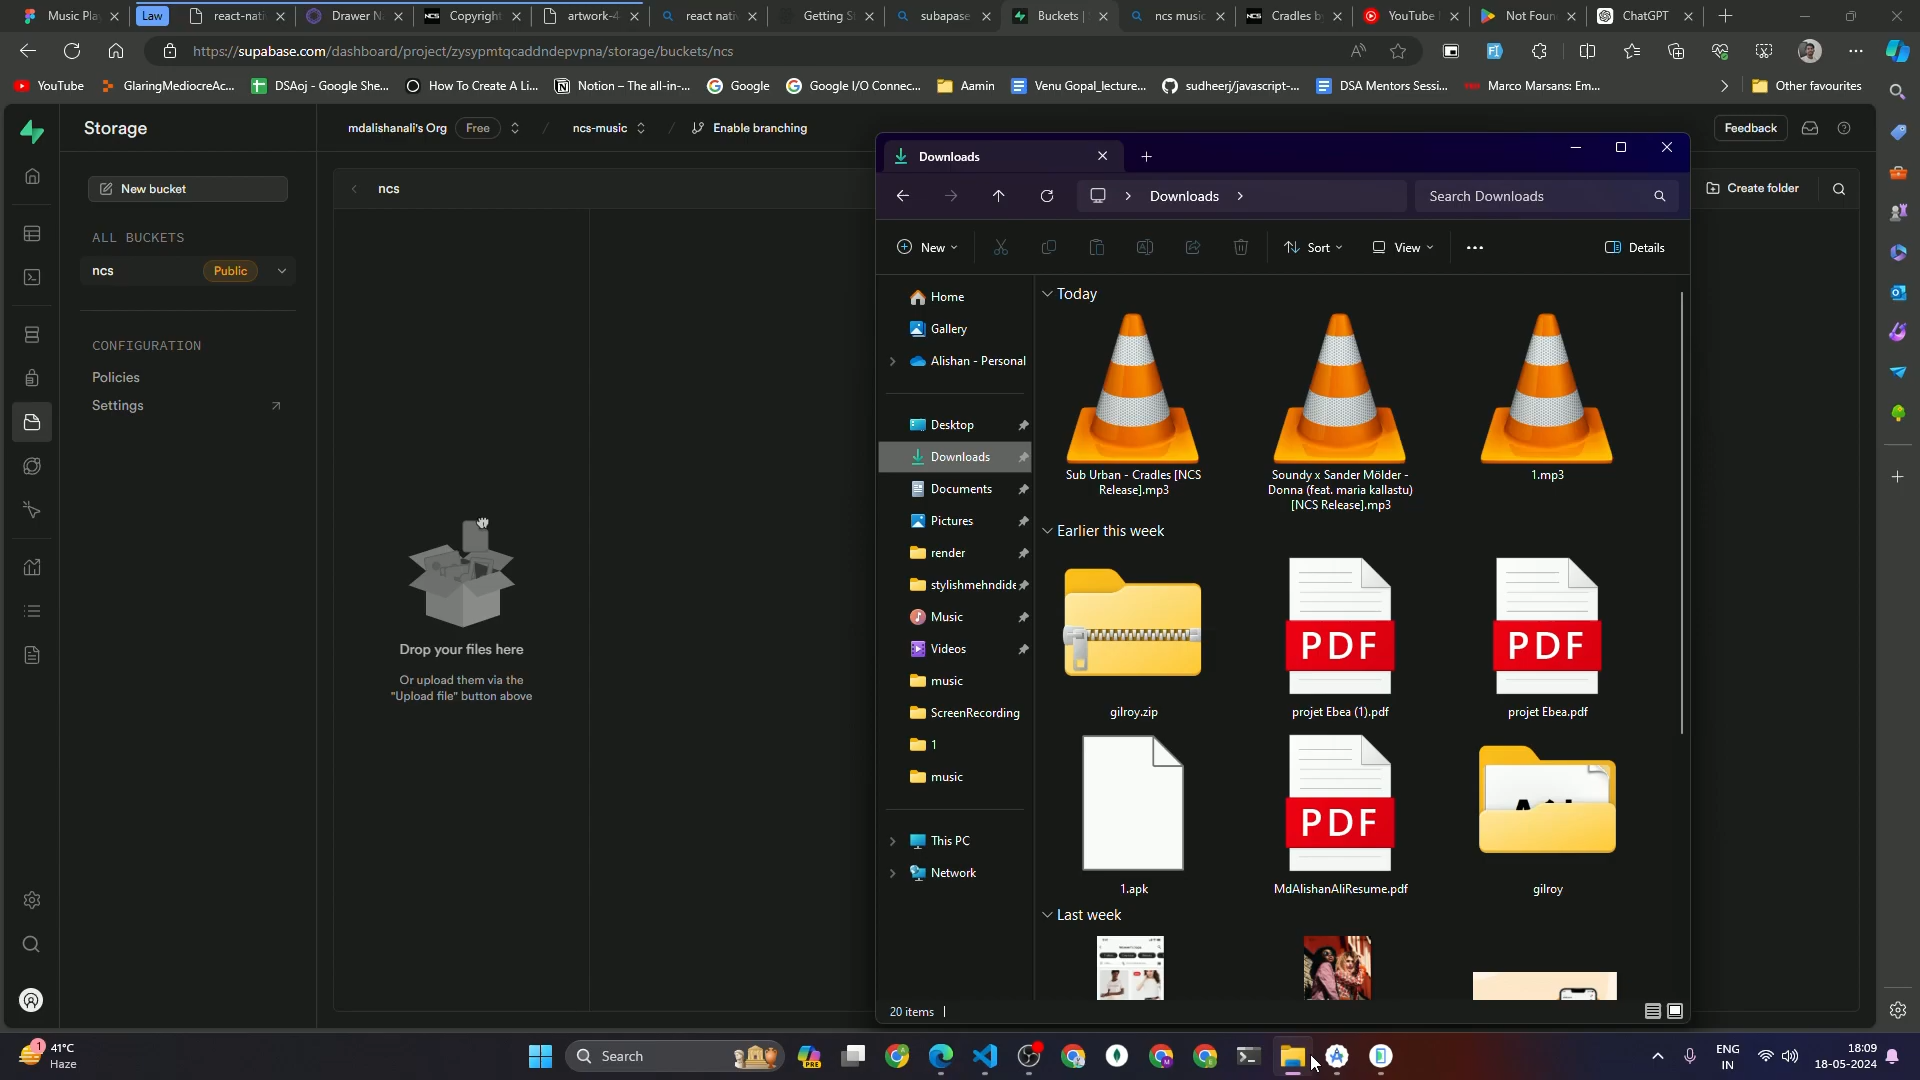 Music Pla
Law
react-nati
Drawer Na
Copyright
artwork-4
react nati
Getting S
subapase
Buckets |
ncs music
Cradles b
YouTube
Not Foun
ChatGPT
https://supabase.com/dashboard/project/zysypmtqcaddndepvpna/storage/buckets/ncs
YouTube
GlaringMediocreAc...
DSAoj - Google She...
How To Create A Li...
Notion – The all-in-...
Google
Google I/O Connec...
Aamin
Venu Gopal_lecture...
sudheerj/javascript-...
DSA Mentors Sessi...
Marco Marsans: Em...
Other favourites
Storage
mdalishanali's Org
Free
/
ncs-music
/
Enable branching
Feedback
New bucket
ALL BUCKETS
ncs
Public
CONFIGURATION
Policies
Settings
ncs
Create folder
Drop your files here
Or upload them via the
"Upload file" button above
Downloads
Downloads
Search Downloads
New
Sort
View
Details
Home
Gallery
Alishan - Personal
Desktop
Downloads
Documents
Pictures
render
stylishmehndide
Music
Videos
music
ScreenRecording
1
music
This PC
Network
Today
Sub Urban - Cradles [NCS
Release].mp3
Soundy x Sander Mölder -
Donna (feat. maria kallastu)
[NCS Release].mp3
1.mp3
Earlier this week
PDF
PDF
gilroy.zip
projet Ebea (1).pdf
projet Ebea.pdf
PDF
1.apk
MdAlishanAliResume.pdf
gilroy
Last week
20 items
41°C
Haze
1
Search
PRE
ENG
IN
18:09
18-05-2024